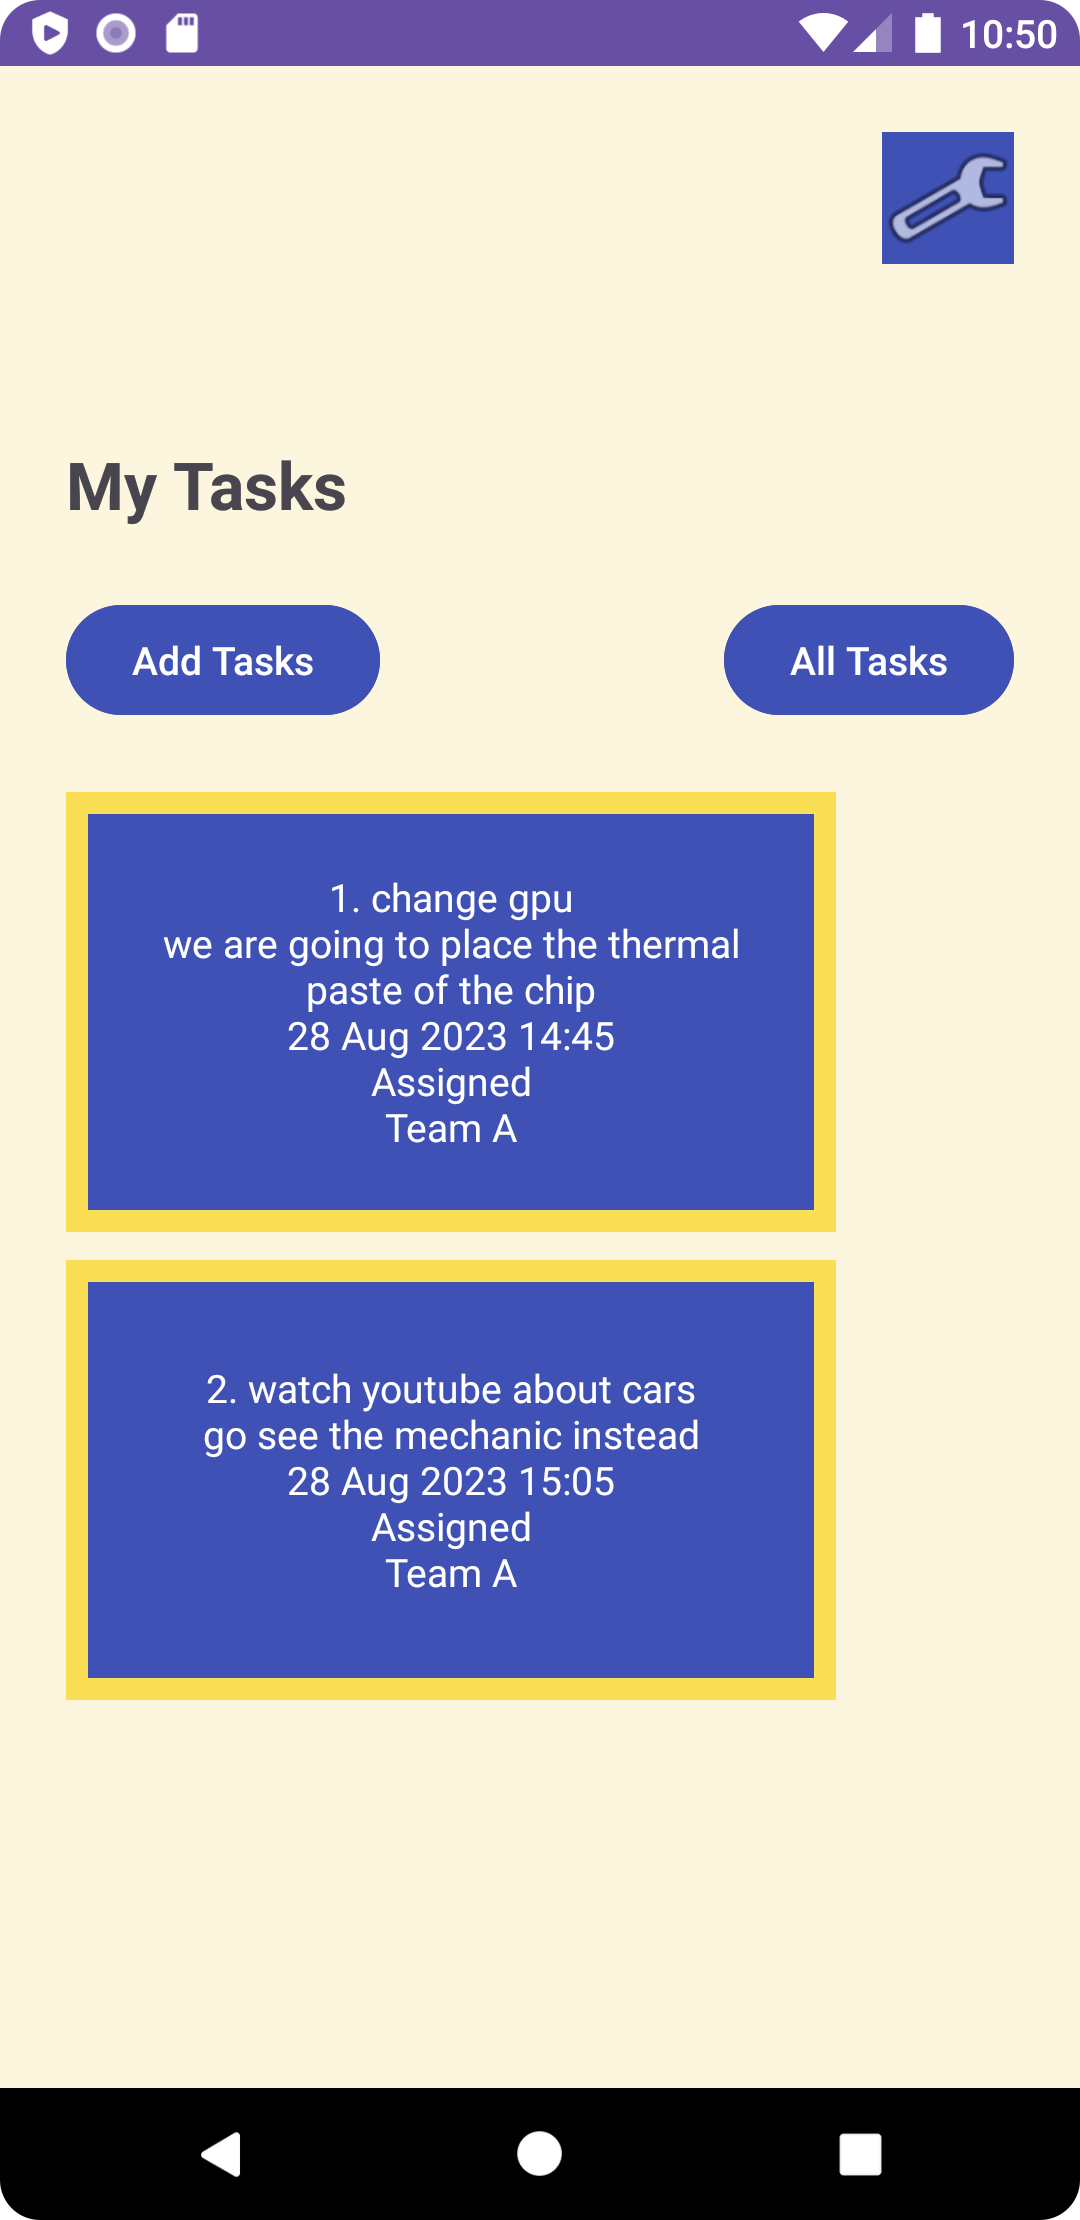 10:50
My Tasks
Add Tasks
All Tasks
1. change gpu
we are going to place the thermal
paste of the chip
28 Aug 2023 14:45
Assigned
Team A
2. watch youtube about cars
go see the mechanic instead
28 Aug 2023 15:05
Assigned
Team A